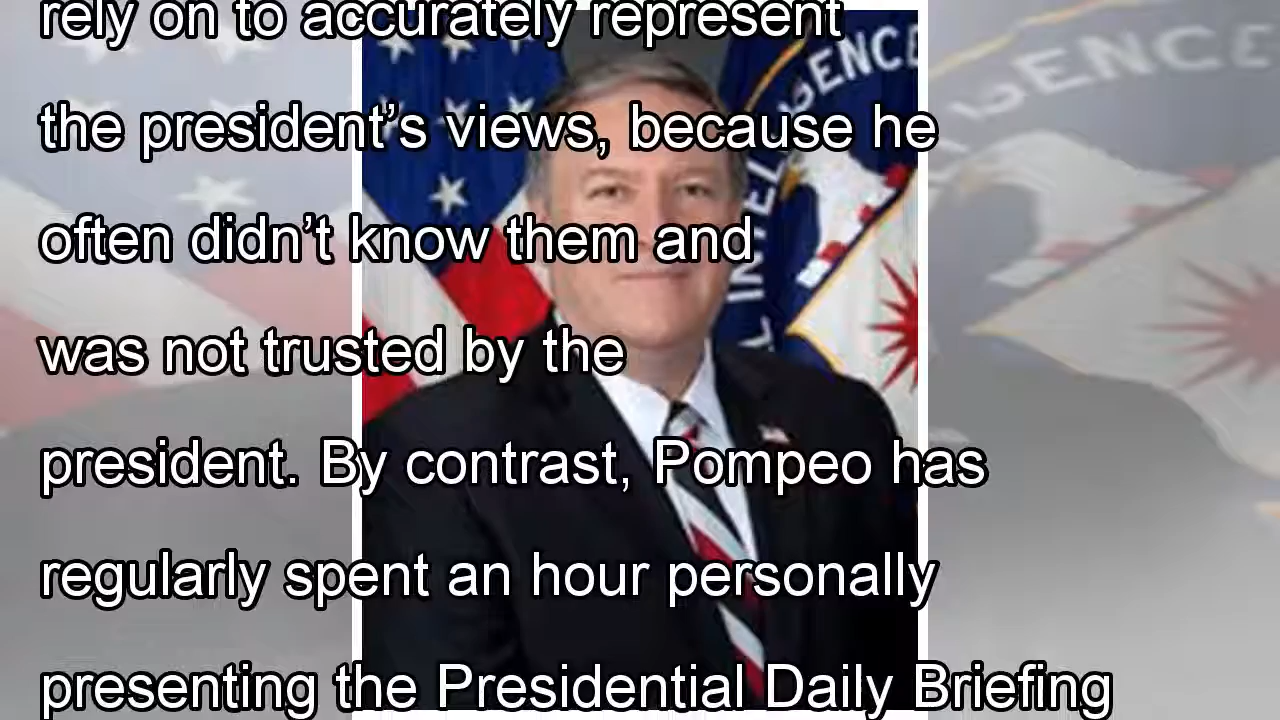 rely on to accurately represent
the president’s views, because he
often didn’t know them and
was not trusted by the
president. By contrast, Pompeo has
regularly spent an hour personally
presenting the Presidential Daily Briefing